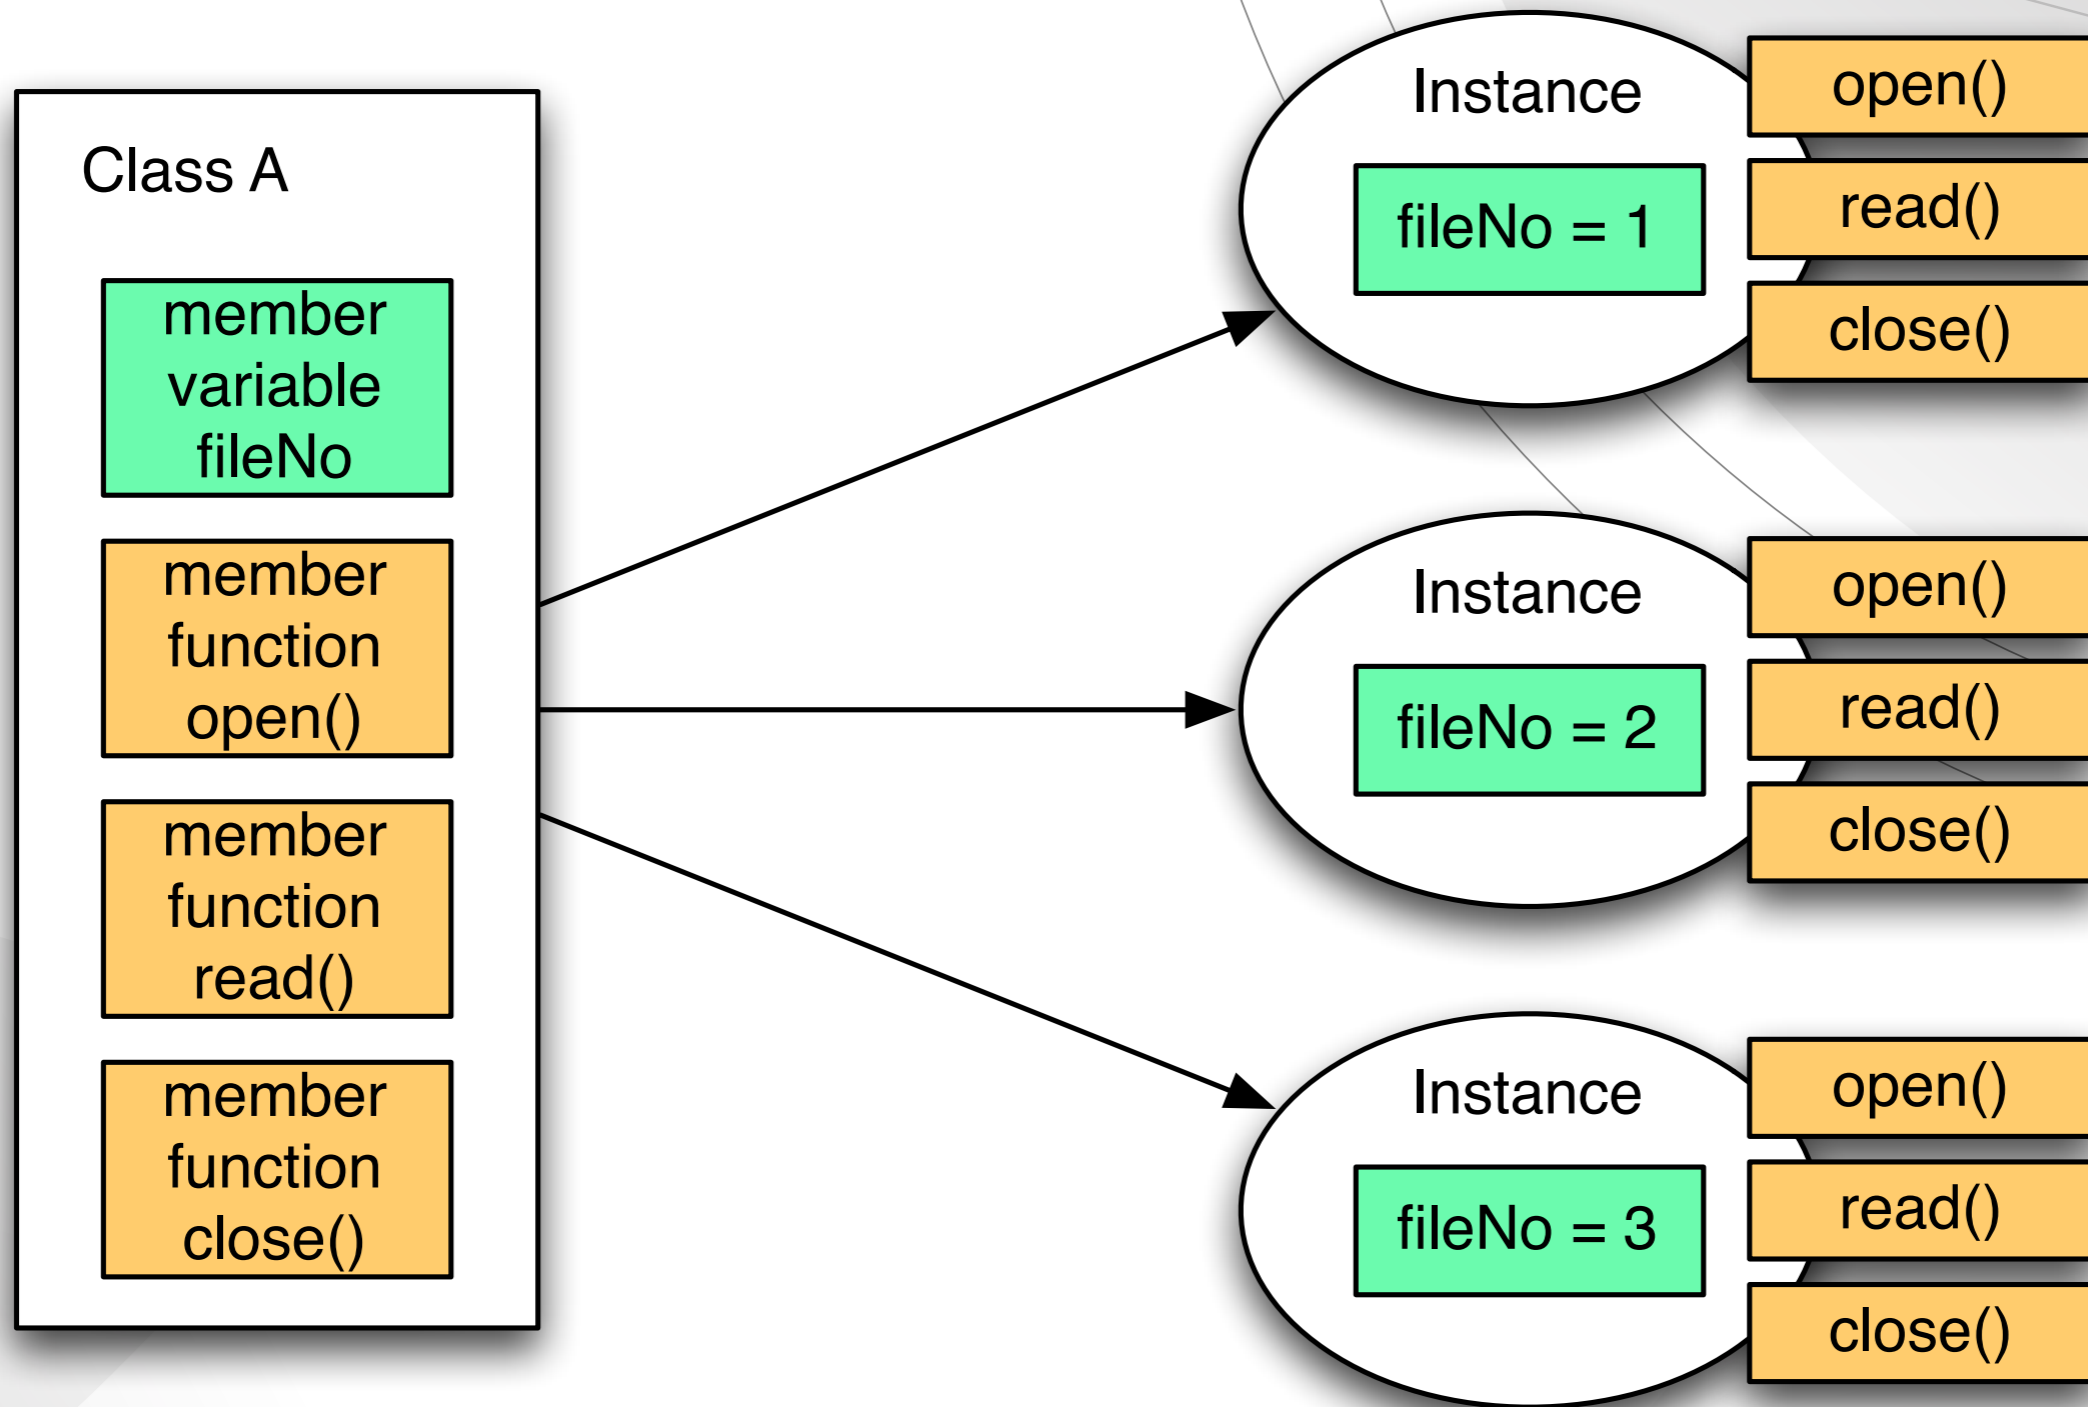 Class A
member
variable
fileNo
member
function
open()
member
function
read()
member
function
close()
Instance
fileNo = 1
open()
read()
close()
Instance
fileNo = 2
open()
read()
close()
Instance
fileNo = 3
open()
read()
close()